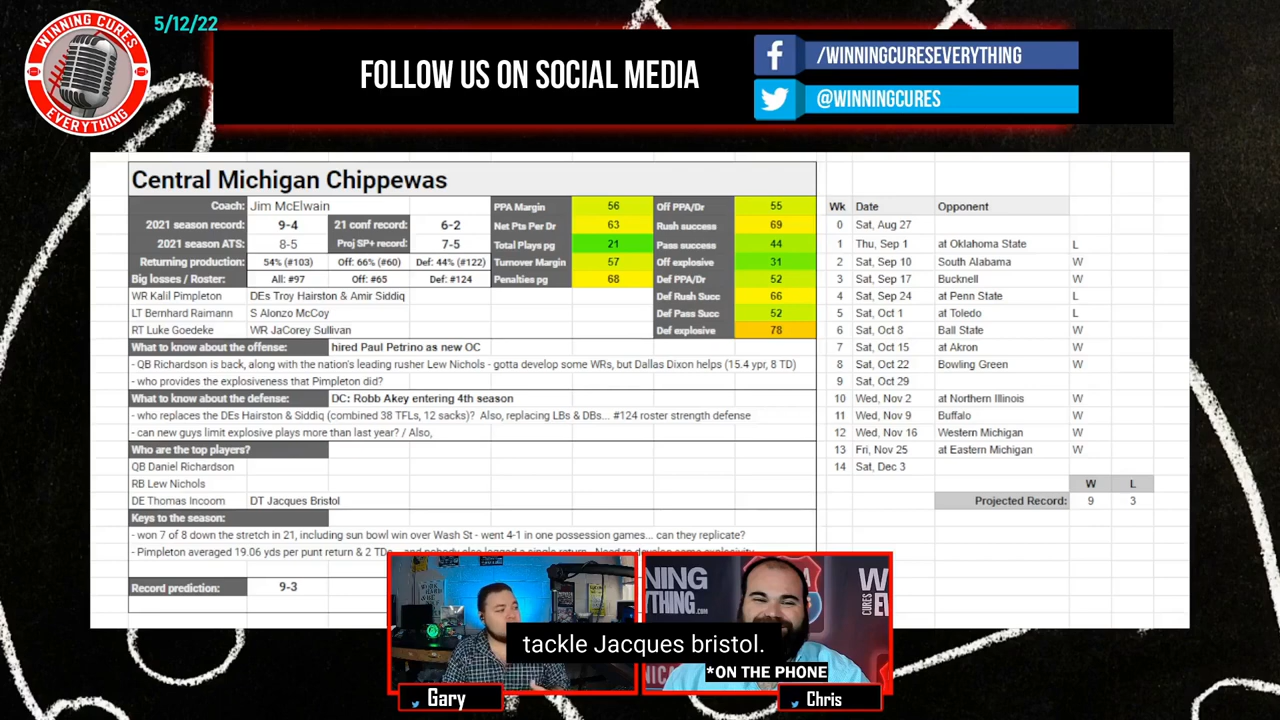 5/12/22
WINNING CURES
EVERYTHING
FOLLOW US ON SOCIAL MEDIA
/WINNINGCURESEVERYTHING
@WINNINGCURES
Central Michigan Chippewas
Coach: Jim McElwain PPA Margin 56 Off PPA/Dr 55
2021 season record: 9-4 21 conf record: 6-2 Net Pts Per Dr 63 Rush success 69
2021 season ATS: 8-5 Proj SP+ record: 7-5 Total Plays pg 21 Pass success 44
Returning production: 54% (#103) Off: 66% (#60) Def: 44% (#122) Turnover Margin 57 Off explosive 31
Big losses / Roster: All: #97 Off: #65 Def: #124 Penalties pg 68 Def PPA/Dr 52
WR Kalil Pimpleton DEs Troy Hairston & Amir Siddiq Def Rush Succ 66
LT Bernhard Raimann S Alonzo McCoy Def Pass Succ 52
RT Luke Goedeke WR JaCorey Sullivan Def explosive 78
What to know about the offense: hired Paul Petrino as new OC
- QB Richardson is back, along with the nation's leading rusher Lew Nichols - gotta develop some WRs, but Dallas Dixon helps (15.4 ypr, 8 TD)
- who provides the explosiveness that Pimpleton did?
What to know about the defense: DC: Robb Akey entering 4th season
- who replaces the DEs Hairston & Siddiq (combined 38 TFLs, 12 sacks)? Also, replacing LBs & DBs... #124 roster strength defense
- can new guys limit explosive plays more than last year? / Also,
Who are the top players?
QB Daniel Richardson
RB Lew Nichols
DE Thomas Incoom DT Jacques Bristol
Keys to the season:
- won 7 of 8 down the stretch in 21, including sun bowl win over Wash St - went 4-1 in one possession games... can they replicate?
- Pimpleton averaged 19.06 yds per punt return & 2 TDs... and nobody else logged a single return. Need to develop some explosivity
Record prediction: 9-3
Wk Date Opponent
0 Sat, Aug 27
1 Thu, Sep 1 at Oklahoma State L
2 Sat, Sep 10 South Alabama W
3 Sat, Sep 17 Bucknell W
4 Sat, Sep 24 at Penn State L
5 Sat, Oct 1 at Toledo L
6 Sat, Oct 8 Ball State W
7 Sat, Oct 15 at Akron W
8 Sat, Oct 22 Bowling Green W
9 Sat, Oct 29
10 Wed, Nov 2 at Northern Illinois W
11 Wed, Nov 9 Buffalo W
12 Wed, Nov 16 Western Michigan W
13 Fri, Nov 25 at Eastern Michigan W
14 Sat, Dec 3
W L
Projected Record: 9 3
tackle Jacques bristol.
*ON THE PHONE
Gary
Chris